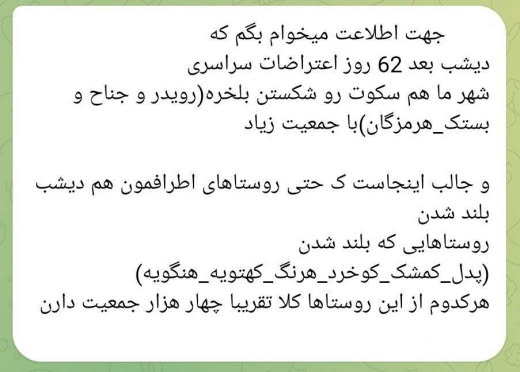 جهت اطلاعت میخوام بگم که
دیشب بعد 62 روز اعتراضات سراسری
شهر ما هم سکوت رو شکستن بلخره(رویدر و جناح و
بستک_هرمزگان)با جمعیت زیاد
و جالب اینجاست ک حتی روستاهای اطرافمون هم دیشب
بلند شدن
روستاهایی که بلند شدن
(پدل_کمشک_کوخرد_هرنگ_کهتویه_هنگویه)
هرکدوم از این روستاها کلا تقریبا چهار هزار جمعیت دارن